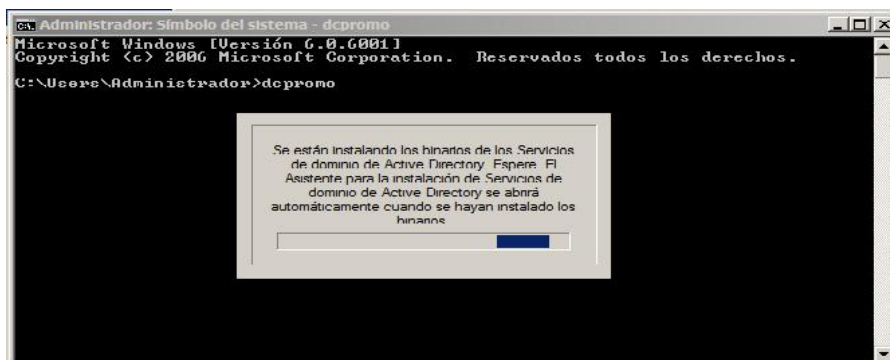 Administrador: Símbolo del sistema - dcpromo
Microsoft Windows [Versión 6.0.6001]
Copyright (c) 2006 Microsoft Corporation. Reservados todos los derechos.
C:\Users\Administrador>dcpromo
Se están instalando los binarios de los Servicios
de dominio de Active Directory. Espere. El
Asistente para la instalación de Servicios de
dominio de Active Directory se abrirá
automáticamente cuando se hayan instalado los
binarios.